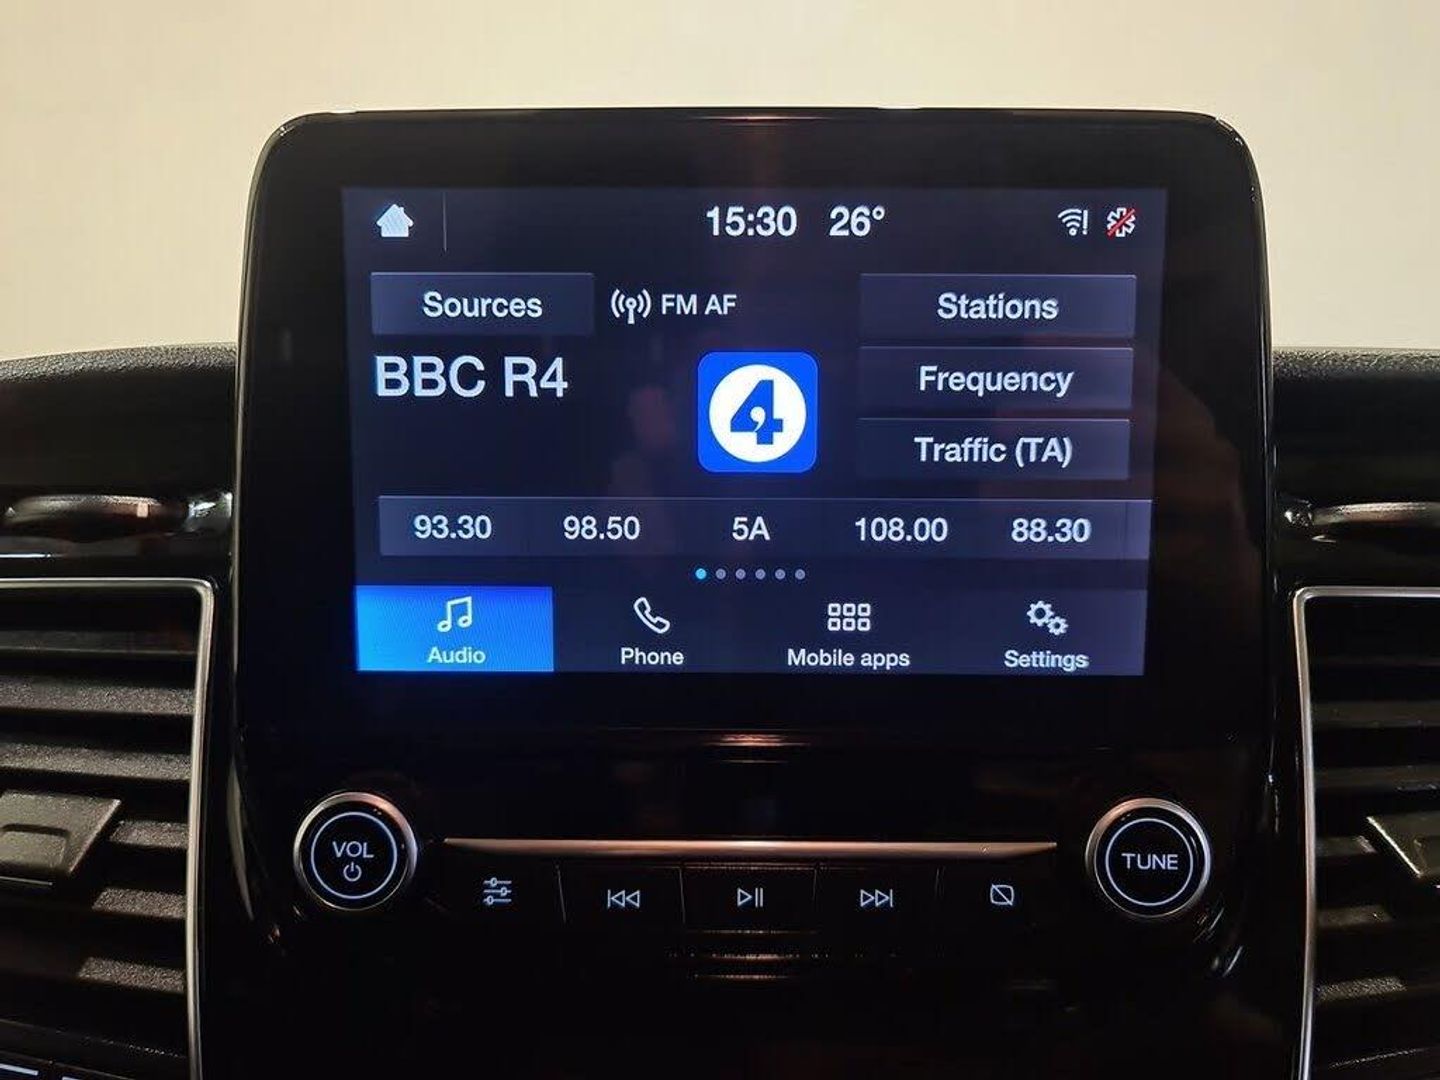 15:30 26°
Sources FM AF Stations
BBC R4
4
Frequency
Traffic (TA)
93.30 98.50 5A 108.00 88.30
Audio Phone Mobile apps Settings
VOL TUNE